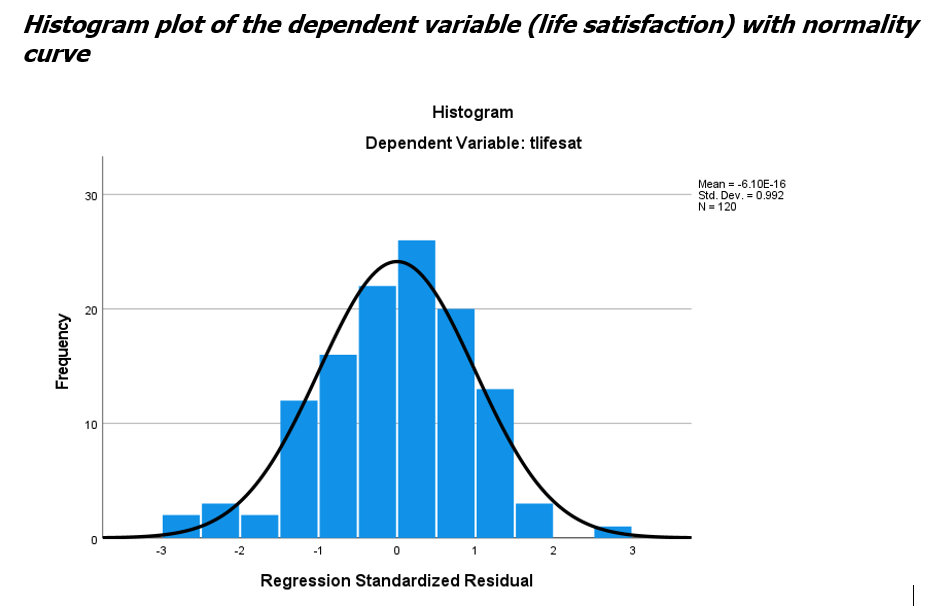 Histogram plot of the dependent variable (life satisfaction) with normality
curve
Histogram
Dependent Variable: tlifesat
Mean = -6.10E-16
Std. Dev. = 0.992
N = 120
30
20
10
0
Frequency
-3 -2 -1 0 1 2 3
Regression Standardized Residual